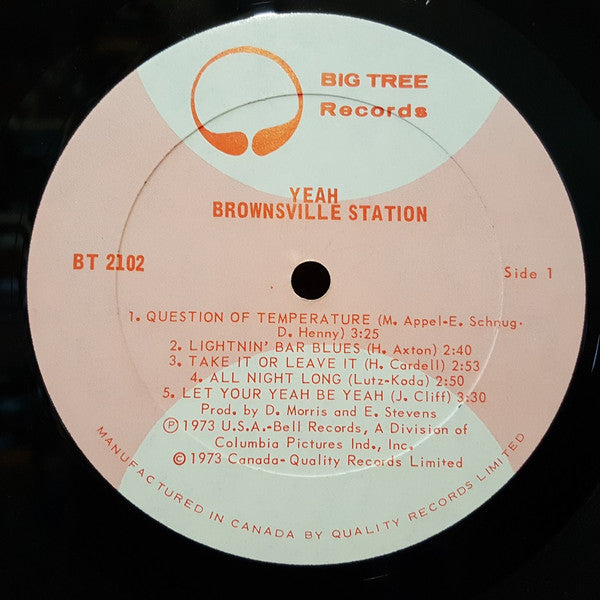 BIG TREE
Records
YEAH
BROWNSVILLE STATION
BT 2102
Side 1
1. QUESTION OF TEMPERATURE (M. Appel-E. Schnug-
D. Henny) 3:25
2. LIGHTNIN' BAR BLUES (H. Axton) 2:40
3. TAKE IT OR LEAVE IT (H. Cardell) 2:53
4. ALL NIGHT LONG (Lutz-Koda) 2:50
5. LET YOUR YEAH BE YEAH (J. Cliff) 3:30
Prod. by D. Morris and E. Stevens
℗ 1973 U.S.A.-Bell Records, A Division of
Columbia Pictures Ind., Inc.
© 1973 Canada-Quality Records Limited
MANUFACTURED IN CANADA BY QUALITY RECORDS LIMITED